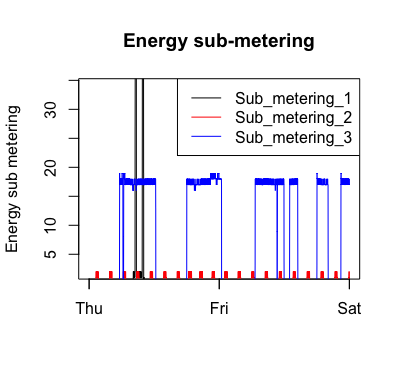 Energy sub-metering
Energy sub metering
30
20
10
5
Sub_metering_1
Sub_metering_2
Sub_metering_3
Thu
Fri
Sat